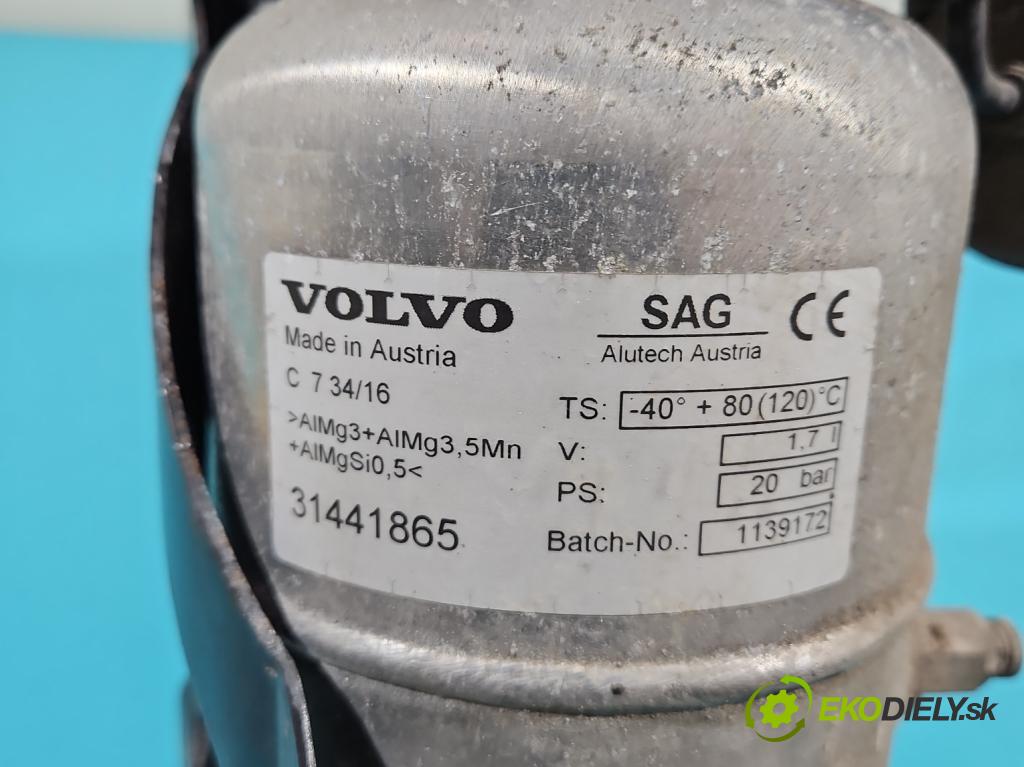 VOLVO
Made in Austria
C 7 34/16
>AlMg3+AlMg3,5Mn
+AlMgSi0,5<
31441865
SAG CE
Alutech Austria
TS: -40° + 80(120)°C
V: 1,7 l
PS: 20 bar
Batch-No.: 1139172
EKODIELY.sk